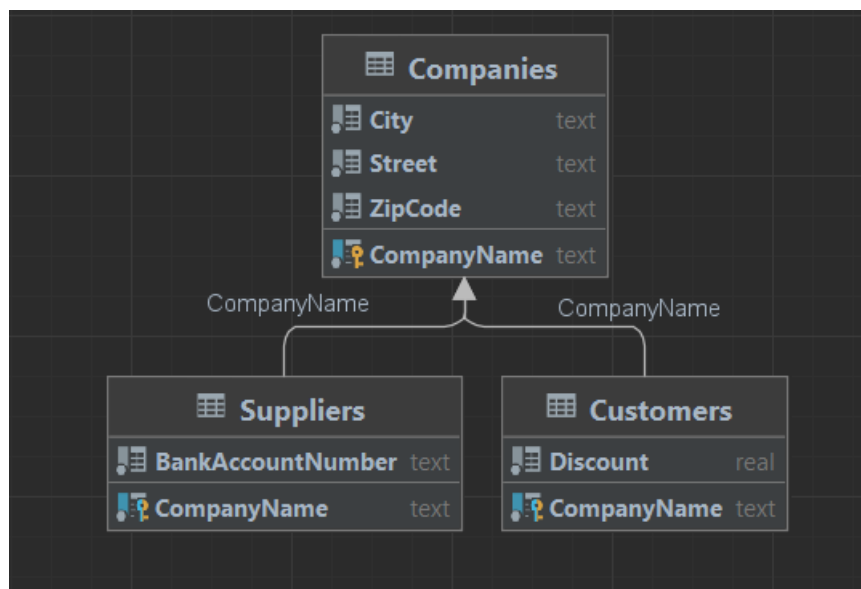 Companies
City text
Street text
ZipCode text
CompanyName text
CompanyName
CompanyName
Suppliers
BankAccountNumber text
CompanyName text
Customers
Discount real
CompanyName text